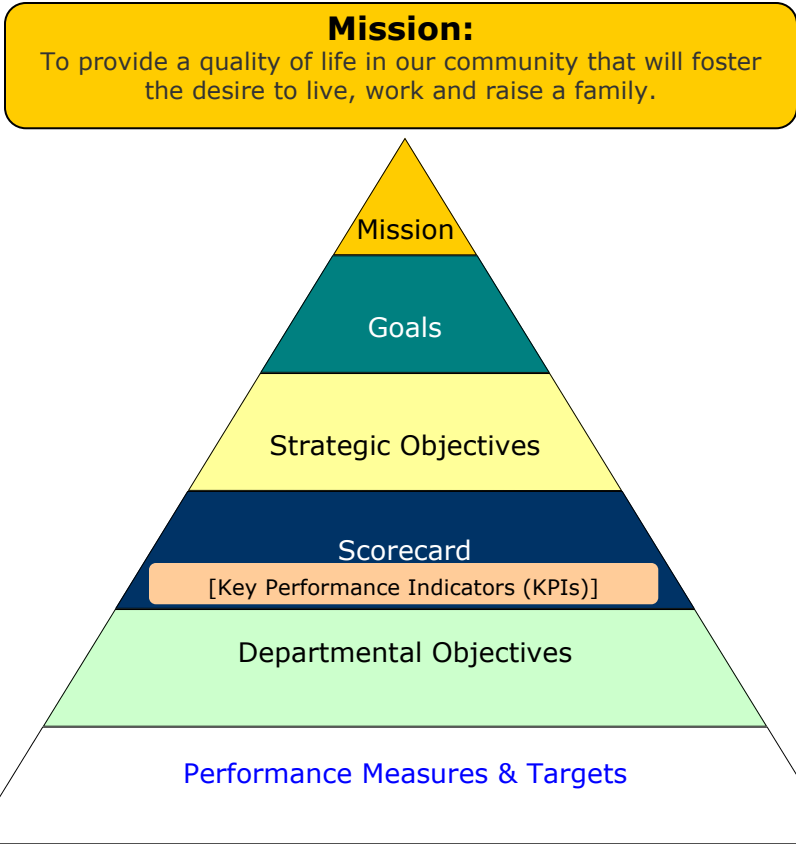 Mission:
To provide a quality of life in our community that will foster
the desire to live, work and raise a family.
Mission
Goals
Strategic Objectives
Scorecard
[Key Performance Indicators (KPIs)]
Departmental Objectives
Performance Measures & Targets